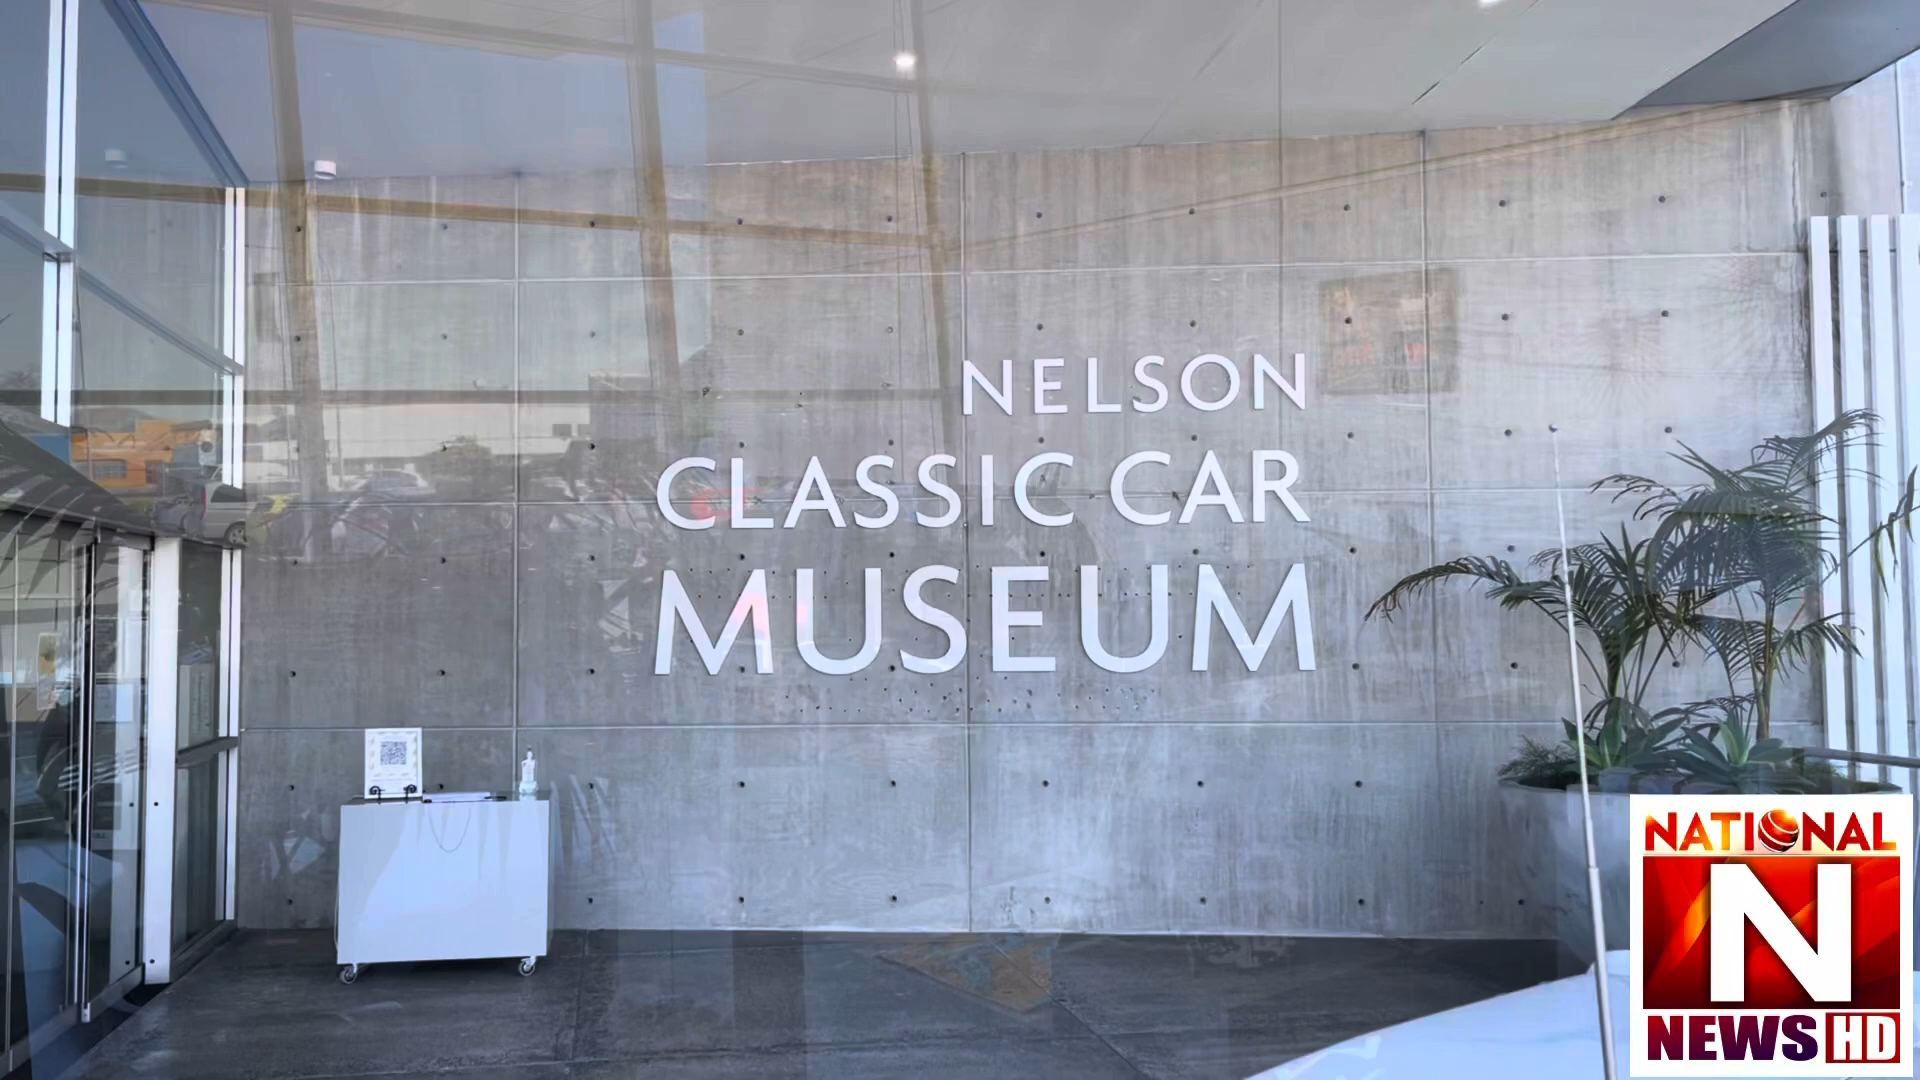 NELSON
CLASSIC CAR
MUSEUM
NATIONAL
N
NEWS HD